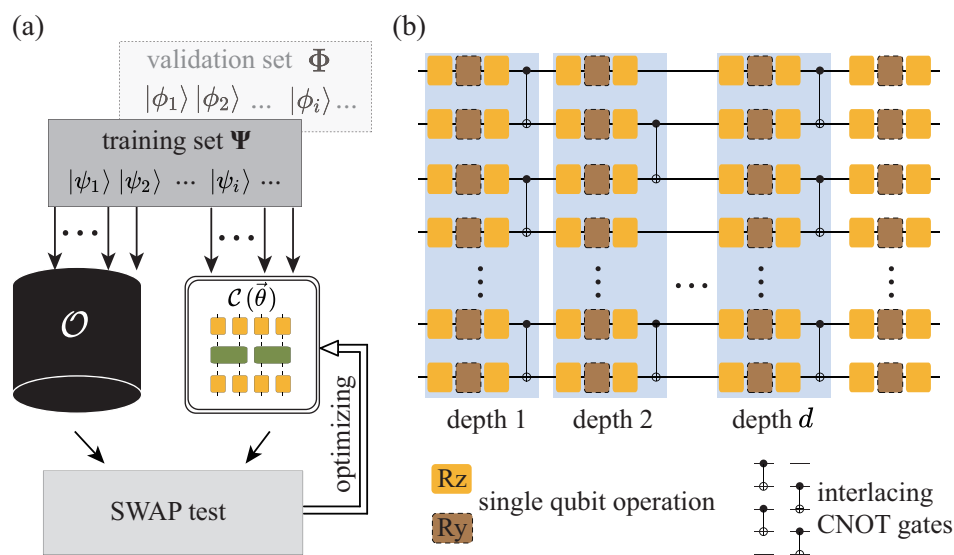 (a)
validation set Φ
|ϕ₁⟩ |ϕ₂⟩ ... |ϕᵢ⟩ ...
training set Ψ
|ψ₁⟩ |ψ₂⟩ ... |ψᵢ⟩ ...
𝒪
𝒞(θ⃗)
optimizing
SWAP test
(b)
depth 1
depth 2
depth d
Rz
Ry
single qubit operation
interlacing
CNOT gates